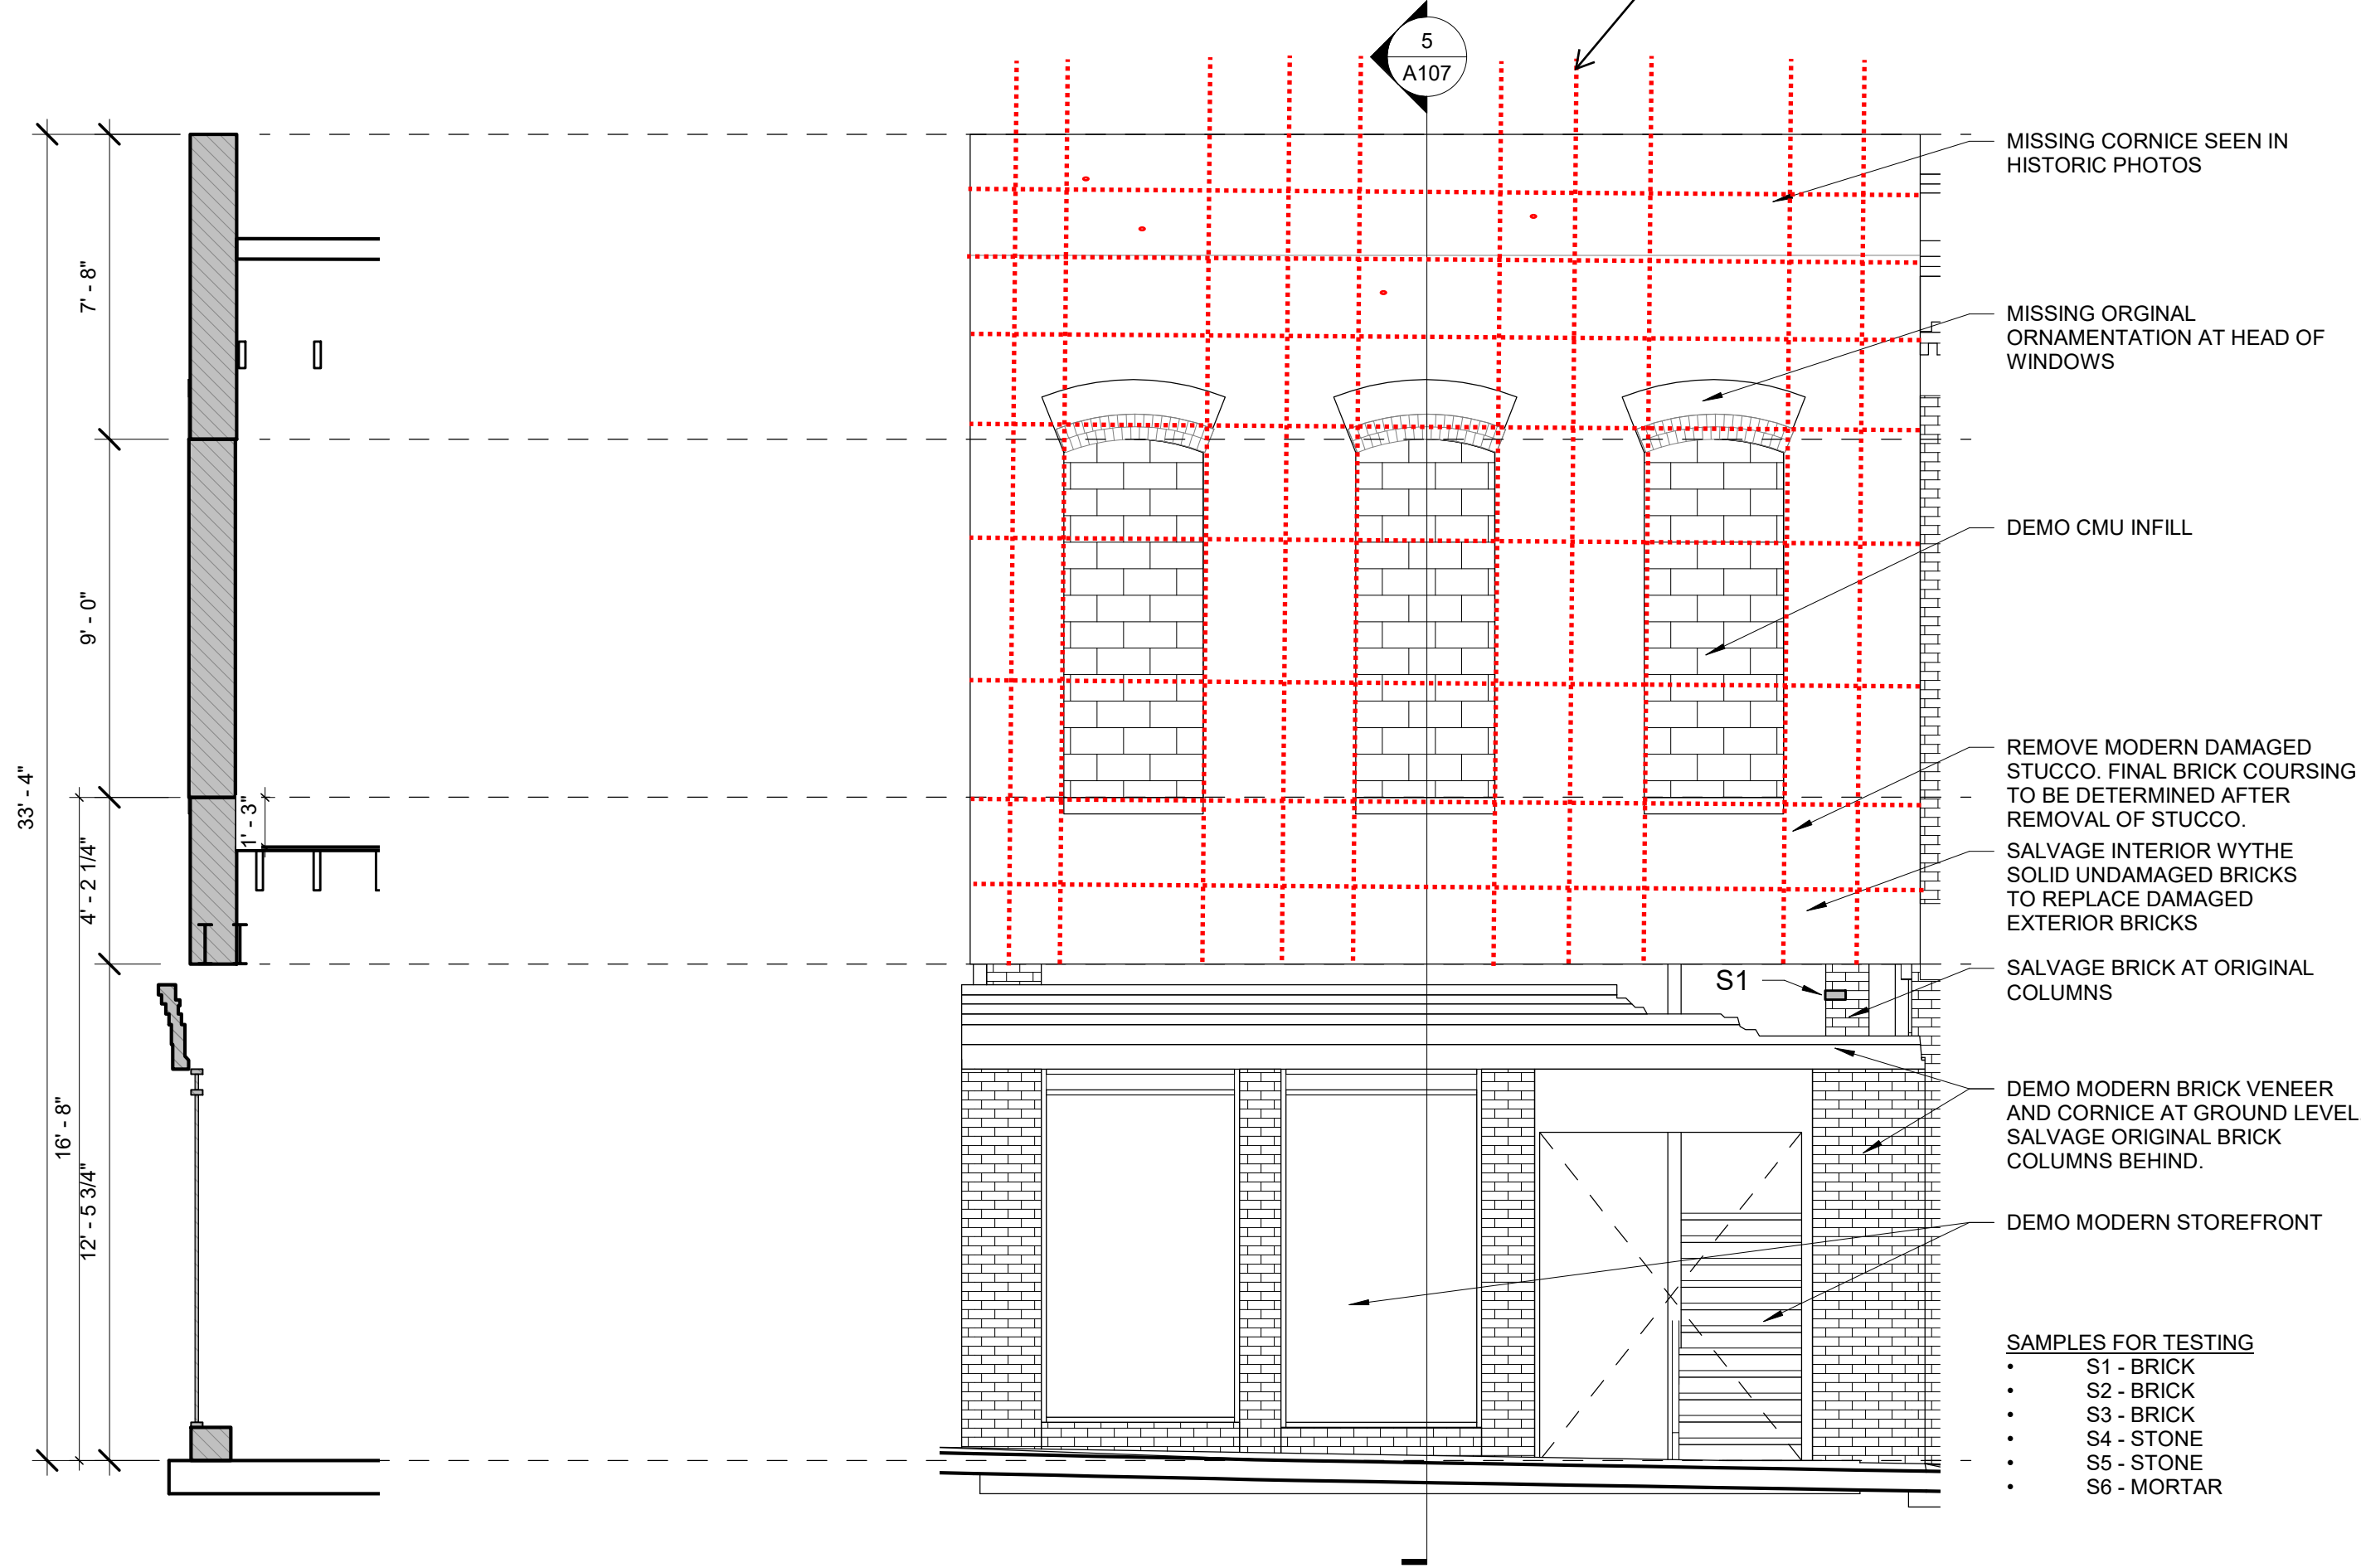 5
A107
MISSING CORNICE SEEN IN
HISTORIC PHOTOS
7' - 8"
MISSING ORGINAL
ORNAMENTATION AT HEAD OF
WINDOWS
DEMO CMU INFILL
9' - 0"
33' - 4"
REMOVE MODERN DAMAGED
STUCCO. FINAL BRICK COURSING
TO BE DETERMINED AFTER
REMOVAL OF STUCCO.
1' - 3"
4' - 2 1/4"
SALVAGE INTERIOR WYTHE
SOLID UNDAMAGED BRICKS
TO REPLACE DAMAGED
EXTERIOR BRICKS
S1
SALVAGE BRICK AT ORIGINAL
COLUMNS
16' - 8"
12' - 5 3/4"
DEMO MODERN BRICK VENEER
AND CORNICE AT GROUND LEVEL
SALVAGE ORIGINAL BRICK
COLUMNS BEHIND.
DEMO MODERN STOREFRONT
SAMPLES FOR TESTING
• S1 - BRICK
• S2 - BRICK
• S3 - BRICK
• S4 - STONE
• S5 - STONE
• S6 - MORTAR